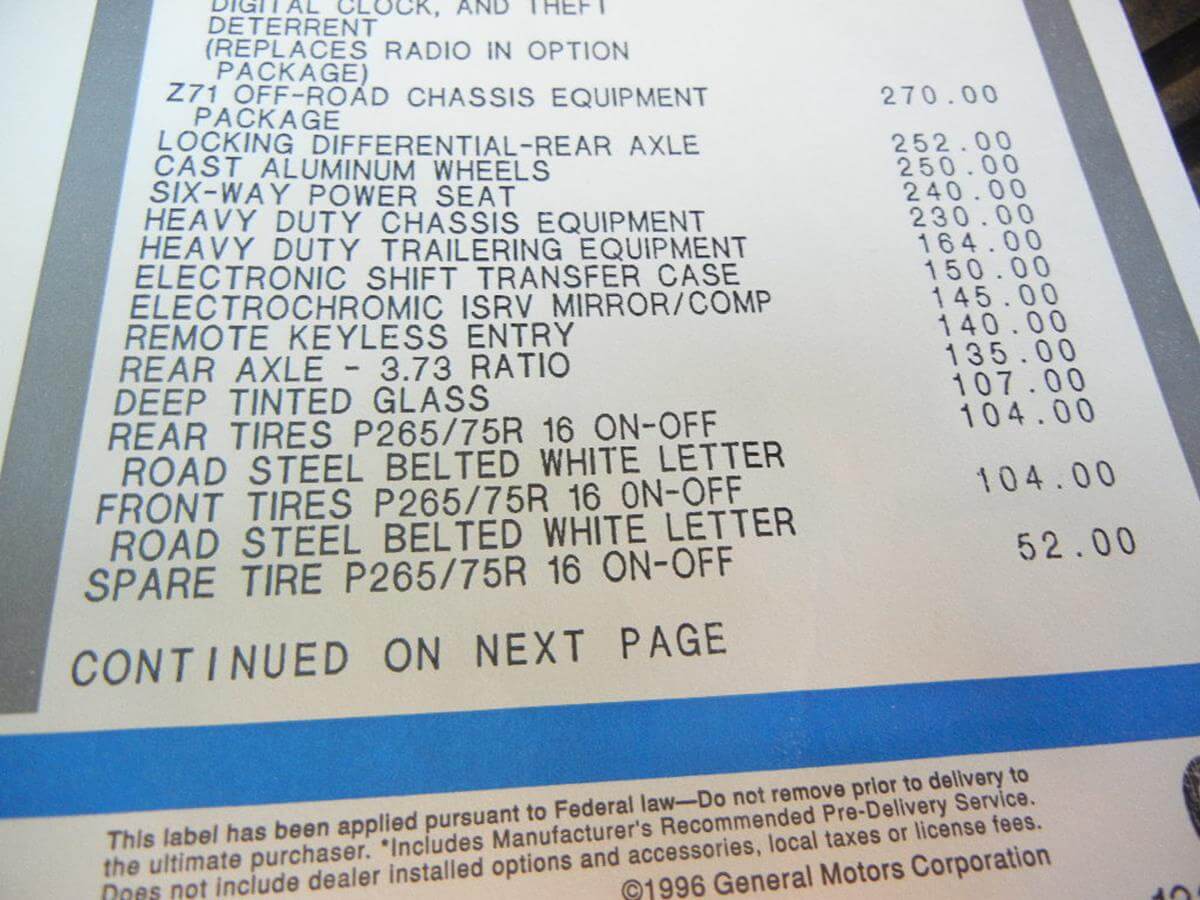 DIGITAL CLOCK, AND THEFT
DETERRENT
(REPLACES RADIO IN OPTION
PACKAGE)
Z71 OFF-ROAD CHASSIS EQUIPMENT 270.00
PACKAGE
LOCKING DIFFERENTIAL-REAR AXLE 252.00
CAST ALUMINUM WHEELS 250.00
SIX-WAY POWER SEAT 240.00
HEAVY DUTY CHASSIS EQUIPMENT 230.00
HEAVY DUTY TRAILERING EQUIPMENT 164.00
ELECTRONIC SHIFT TRANSFER CASE 150.00
ELECTROCHROMIC ISRV MIRROR/COMP 145.00
REMOTE KEYLESS ENTRY 140.00
REAR AXLE - 3.73 RATIO 135.00
DEEP TINTED GLASS 107.00
REAR TIRES P265/75R 16 ON-OFF 104.00
ROAD STEEL BELTED WHITE LETTER
FRONT TIRES P265/75R 16 ON-OFF 104.00
ROAD STEEL BELTED WHITE LETTER
SPARE TIRE P265/75R 16 ON-OFF 52.00
CONTINUED ON NEXT PAGE
This label has been applied pursuant to Federal law—Do not remove prior to delivery to
the ultimate purchaser. *Includes Manufacturer's Recommended Pre-Delivery Service.
Does not include dealer installed options and accessories, local taxes or license fees.
©1996 General Motors Corporation